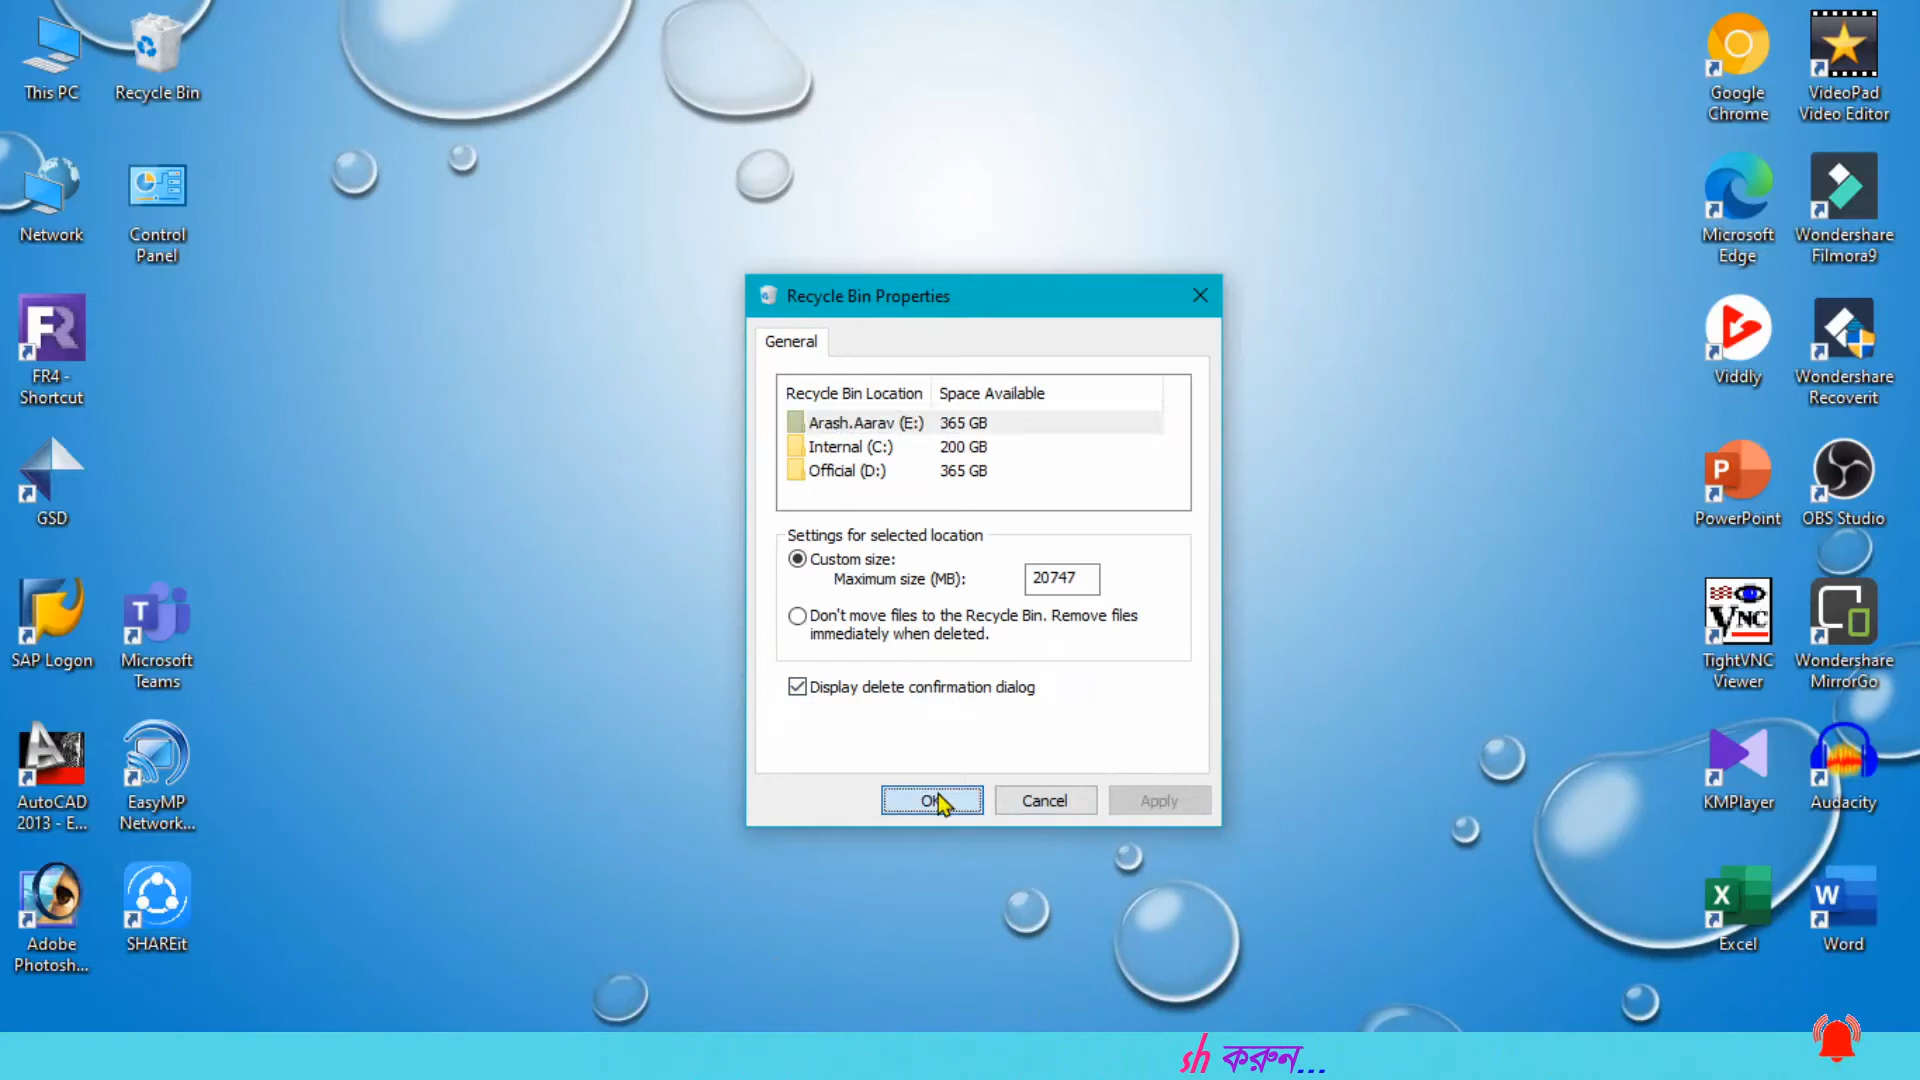 This PC
Recycle Bin
Network
Control
Panel
FR4 -
Shortcut
GSD
SAP Logon
Microsoft
Teams
AutoCAD
2013 - E...
EasyMP
Network...
Adobe
Photosh...
SHAREit
Recycle Bin Properties
General
Recycle Bin Location Space Available
Arash.Aarav (E:) 365 GB
Internal (C:) 200 GB
Official (D:) 365 GB
Settings for selected location
Custom size:
Maximum size (MB): 20747
Don't move files to the Recycle Bin. Remove files
immediately when deleted.
Display delete confirmation dialog
OK Cancel Apply
Google
Chrome
VideoPad
Video Editor
Microsoft
Edge
Wondershare
Filmora9
Viddly
Wondershare
Recoverit
PowerPoint
OBS Studio
VNC
TightVNC
Viewer
Wondershare
MirrorGo
KMPlayer
Audacity
Excel
Word
sh করুন...